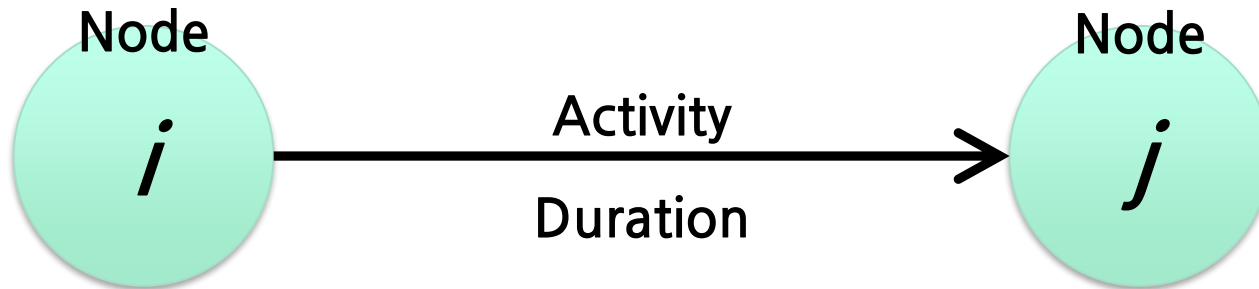 Node
Node
i
Activity
j
Duration